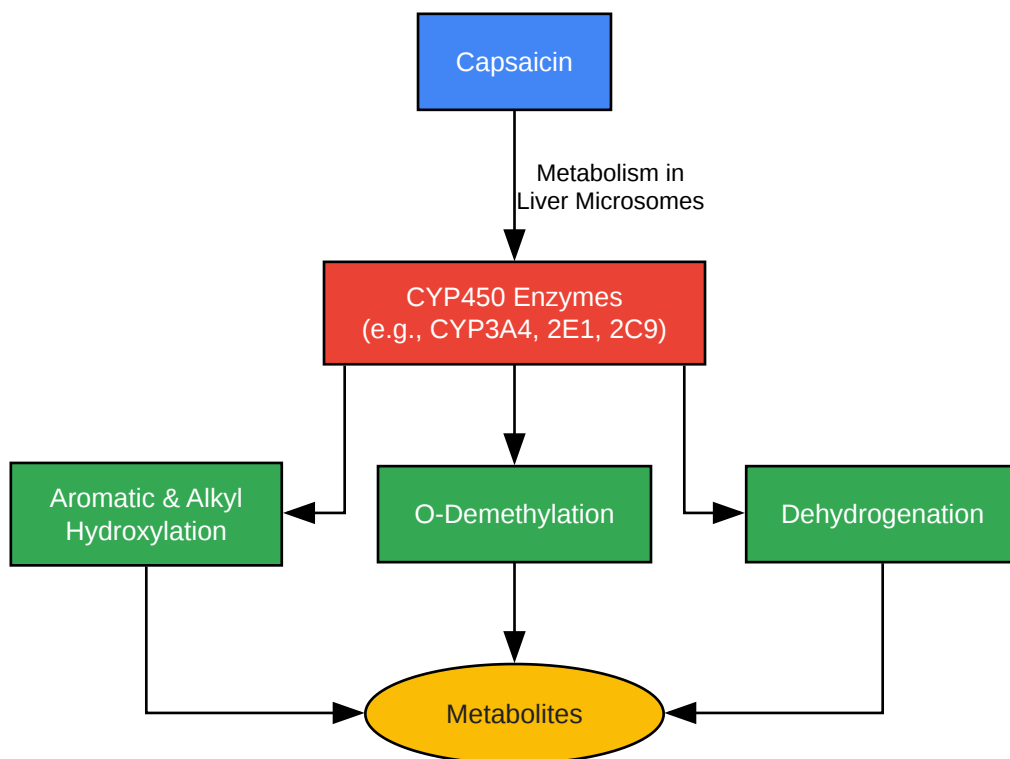 Capsaicin
Metabolism in
Liver Microsomes
CYP450 Enzymes
(e.g., CYP3A4, 2E1, 2C9)
Aromatic & Alkyl
Hydroxylation
O-Demethylation
Dehydrogenation
Metabolites